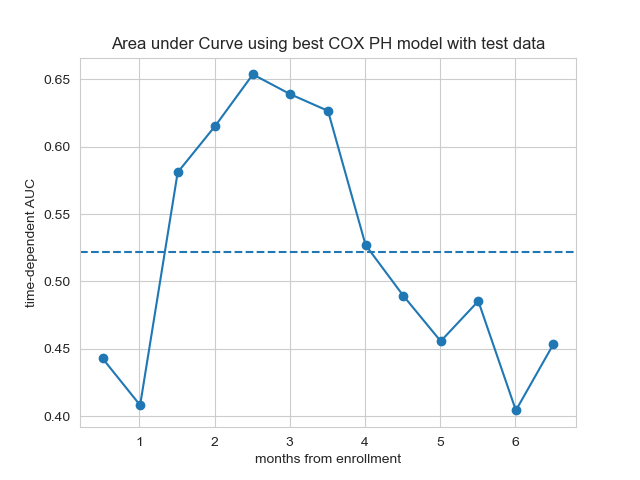 Area under Curve using best COX PH model with test data
time-dependent AUC
0.65
0.60
0.55
0.50
0.45
0.40
1 2 3 4 5 6
months from enrollment